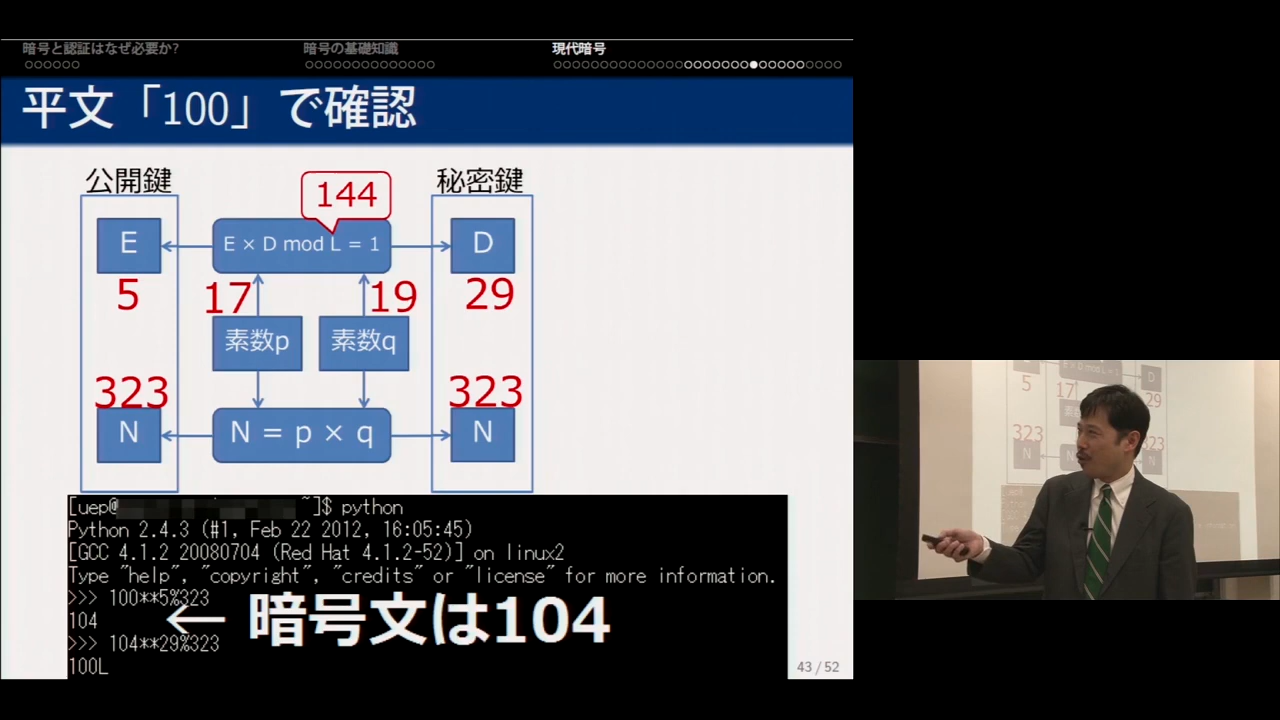 暗号と認証はなぜ必要か?
暗号の基礎知識
現代暗号
平文「100」で確認
公開鍵
144
秘密鍵
E
E × D mod L = 1
D
5
17
19
29
素数p
素数q
323
323
N
N = p × q
N
[uep@ ~]$ python
Python 2.4.3 (#1, Feb 22 2012, 16:05:45)
[GCC 4.1.2 20080704 (Red Hat 4.1.2-52)] on linux2
Type "help", "copyright", "credits" or "license" for more information.
>>> 100**5%323
104
← 暗号文は104
>>> 104**29%323
100L
43 / 52
5
17
29
323
N
D
N